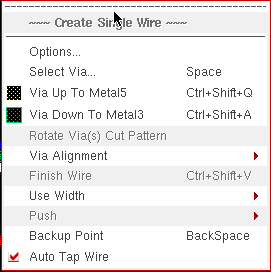 ~~~ Create Single Wire ~~~
Options...
Select Via... Space
Via Up To Metal5 Ctrl+Shift+Q
Via Down To Metal3 Ctrl+Shift+A
Rotate Via(s) Cut Pattern
Via Alignment
Finish Wire Ctrl+Shift+V
Use Width
Push
Backup Point BackSpace
Auto Tap Wire